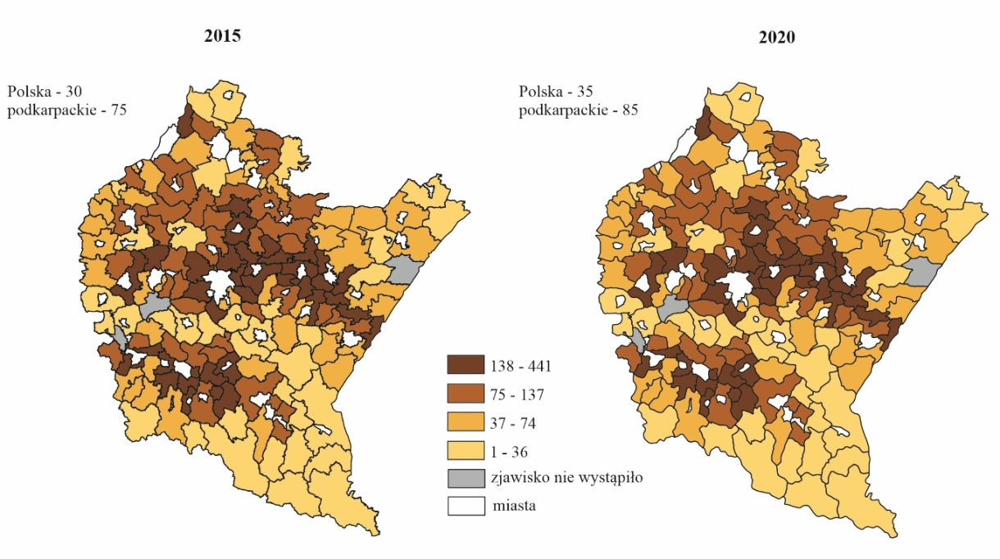 2015
2020
Polska - 30
podkarpackie - 75
Polska - 35
podkarpackie - 85
138 - 441
75 - 137
37 - 74
1 - 36
zjawisko nie wystąpiło
miasta